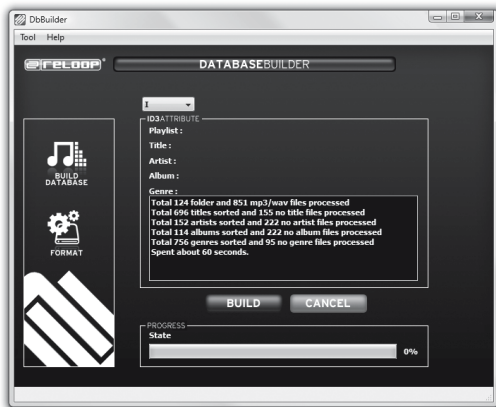 DbBuilder
Tool Help
reloop®
DATABASEBUILDER
I
ID3ATTRIBUTE
Playlist :
Title :
Artist :
Album :
Genre :
Total 124 folder and 851 mp3/wav files processed
Total 696 titles sorted and 155 no title files processed
Total 152 artists sorted and 222 no artist files processed
Total 114 albums sorted and 222 no album files processed
Total 756 genres sorted and 95 no genre files processed
Spent about 60 seconds.
BUILD
DATABASE
FORMAT
BUILD CANCEL
PROGRESS
State
0%